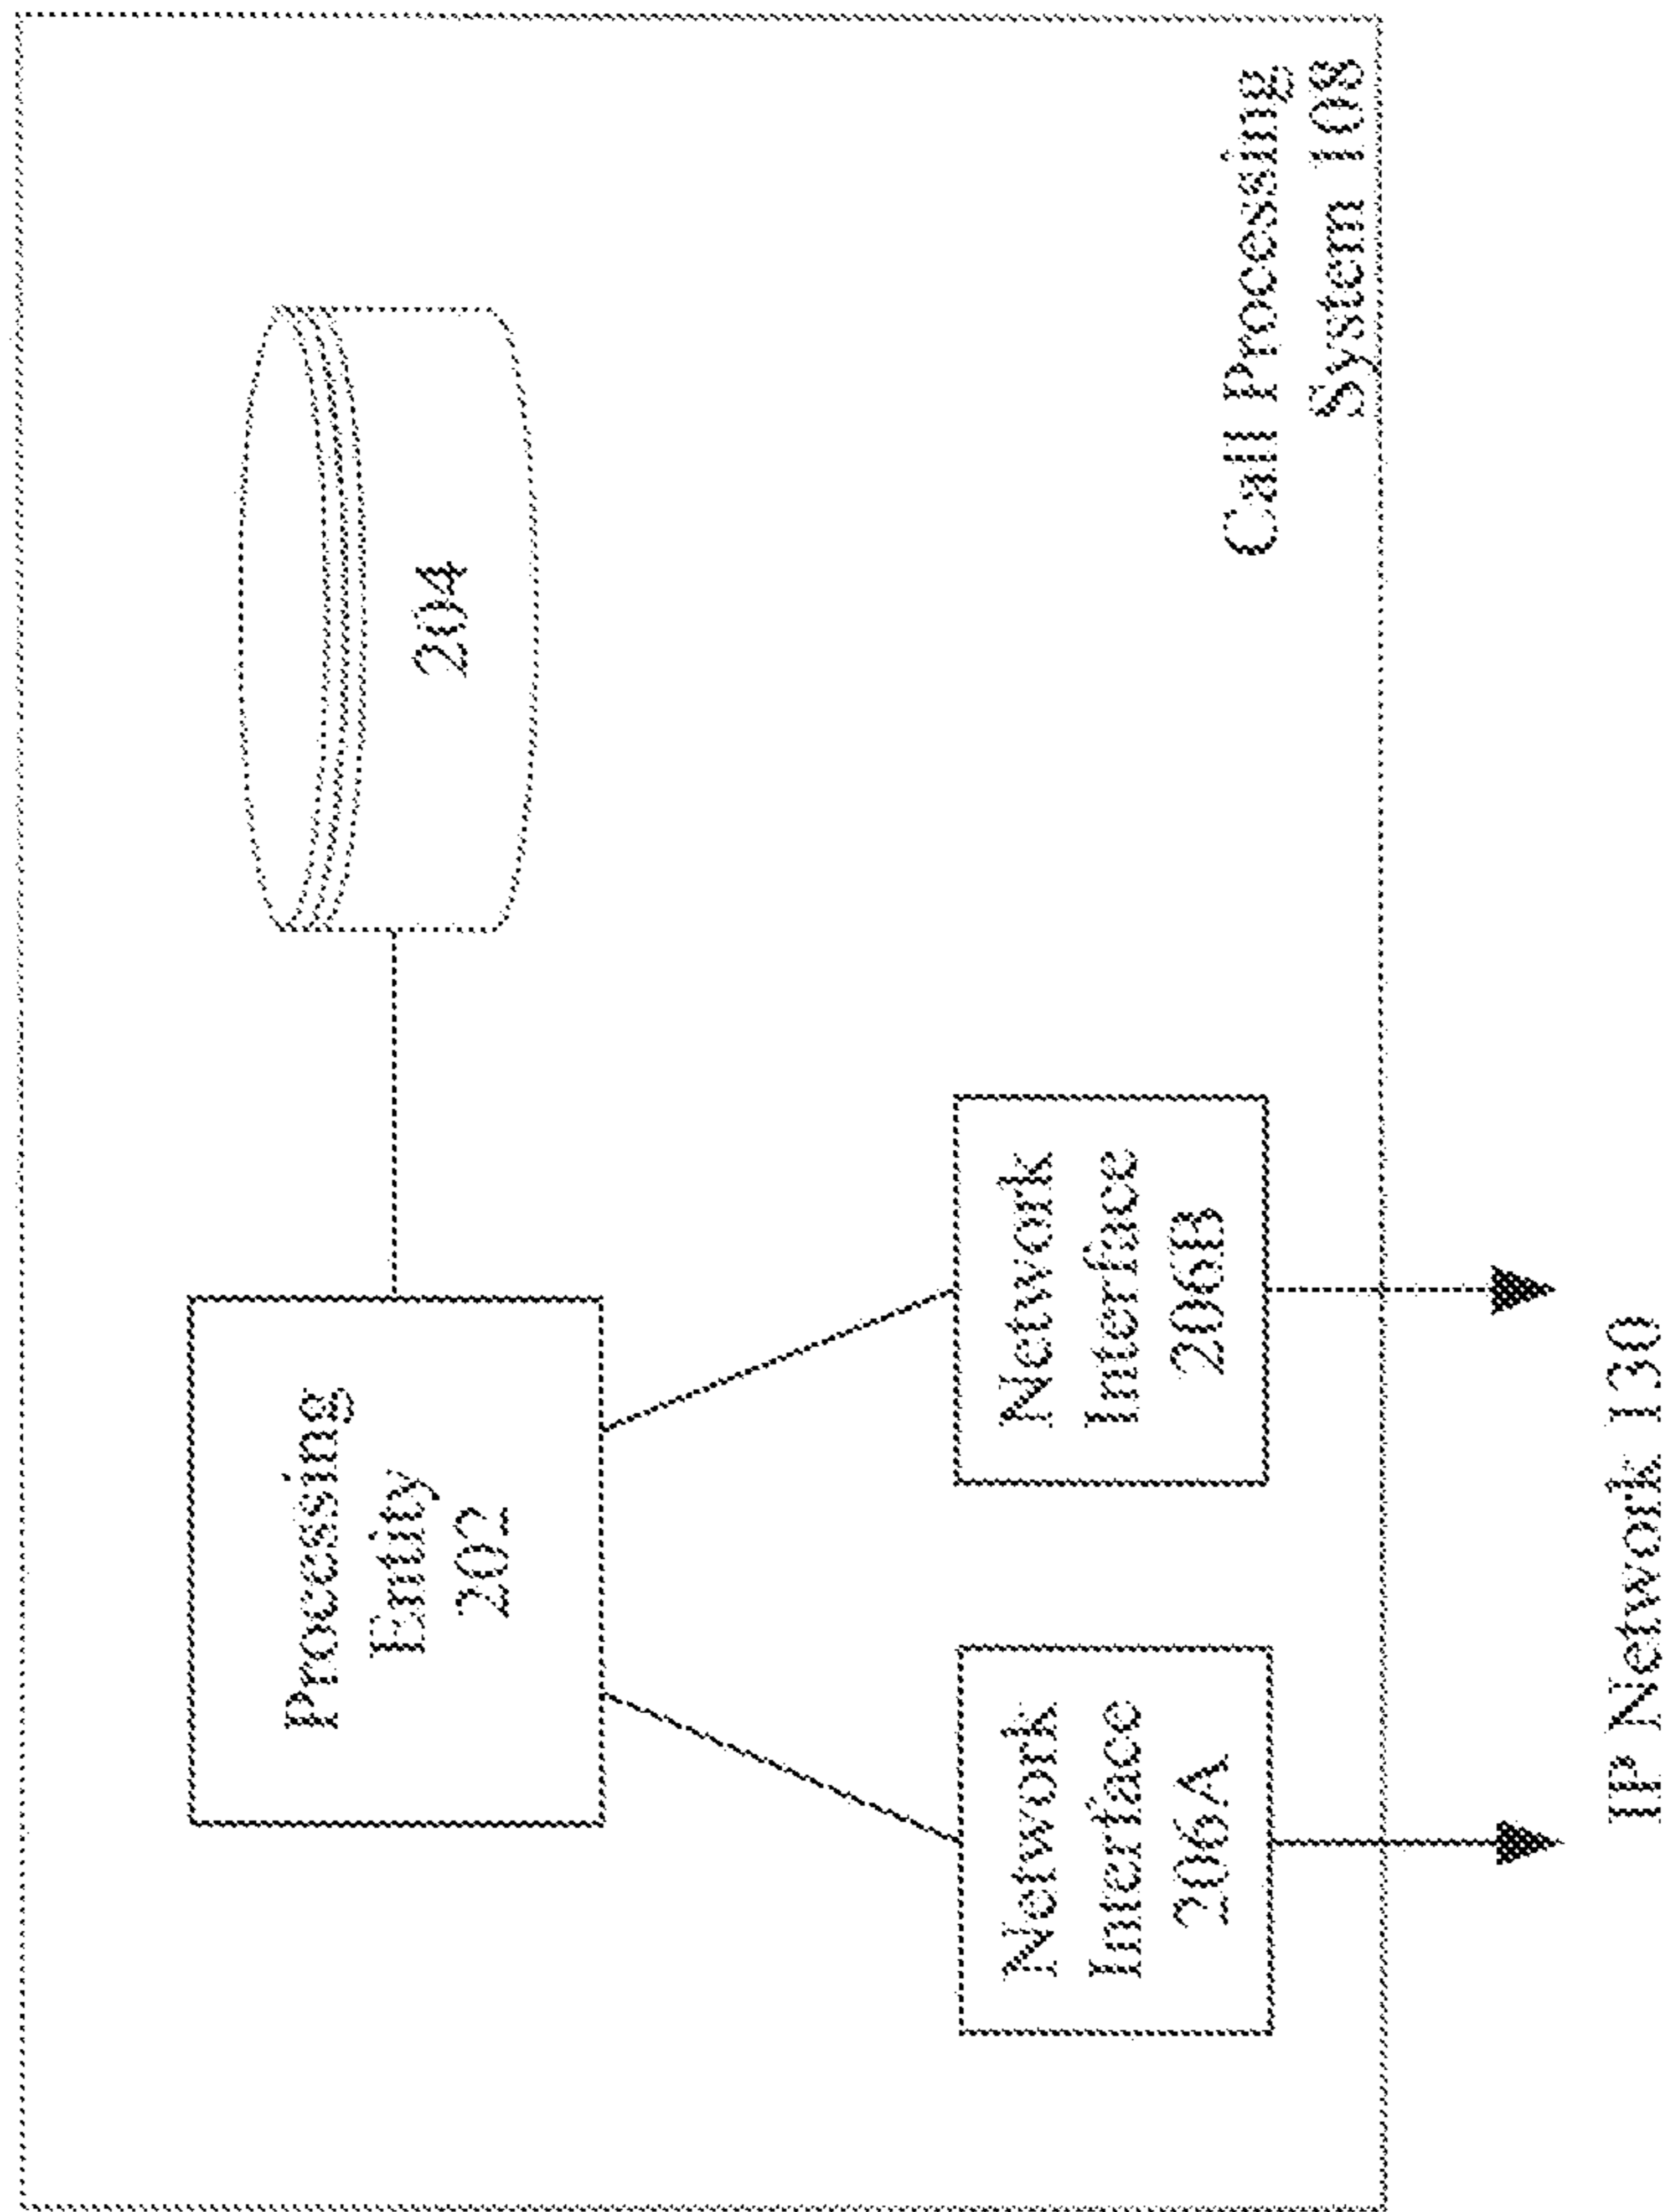 Processing
Entity
202
204
Network
Interface
206A
Network
Interface
206B
Call Processing
System 108
IP Network 130